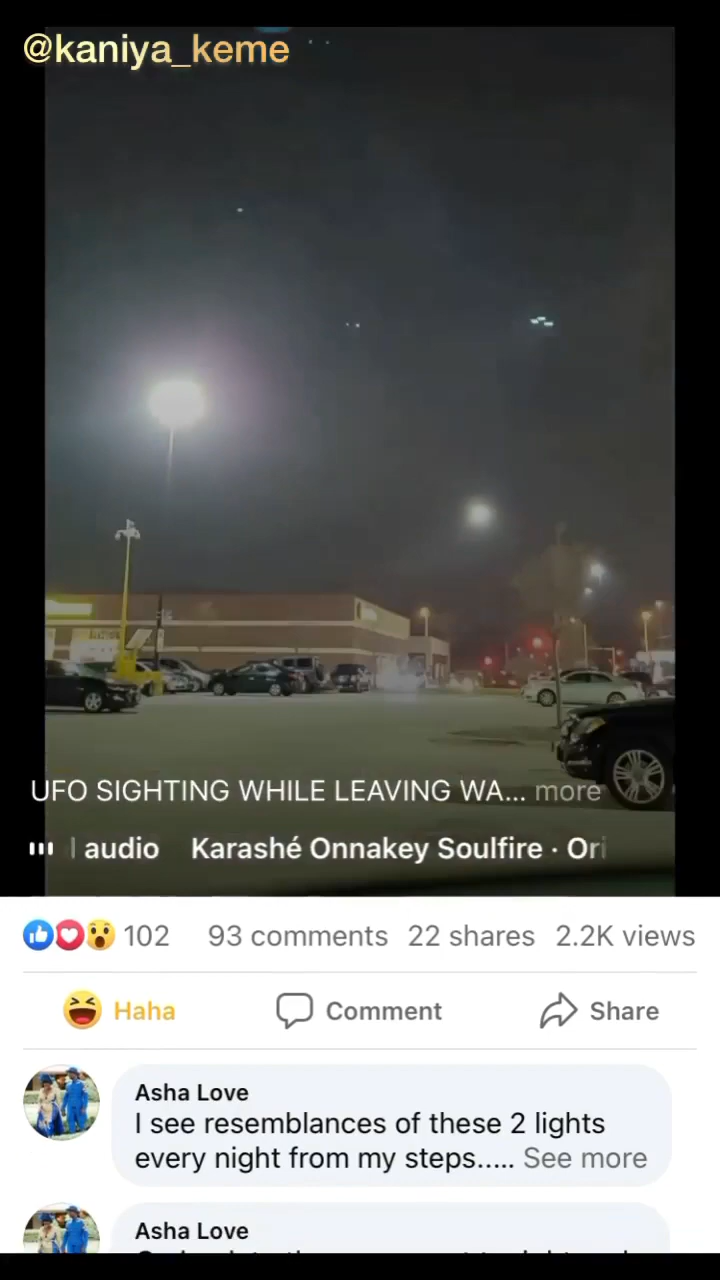 @kaniya_keme
UFO SIGHTING WHILE LEAVING WA... more
l audio Karashé Onnakey Soulfire · Ori
102 93 comments 22 shares 2.2K views
Haha Comment Share
Asha Love
I see resemblances of these 2 lights
every night from my steps..... See more
Asha Love